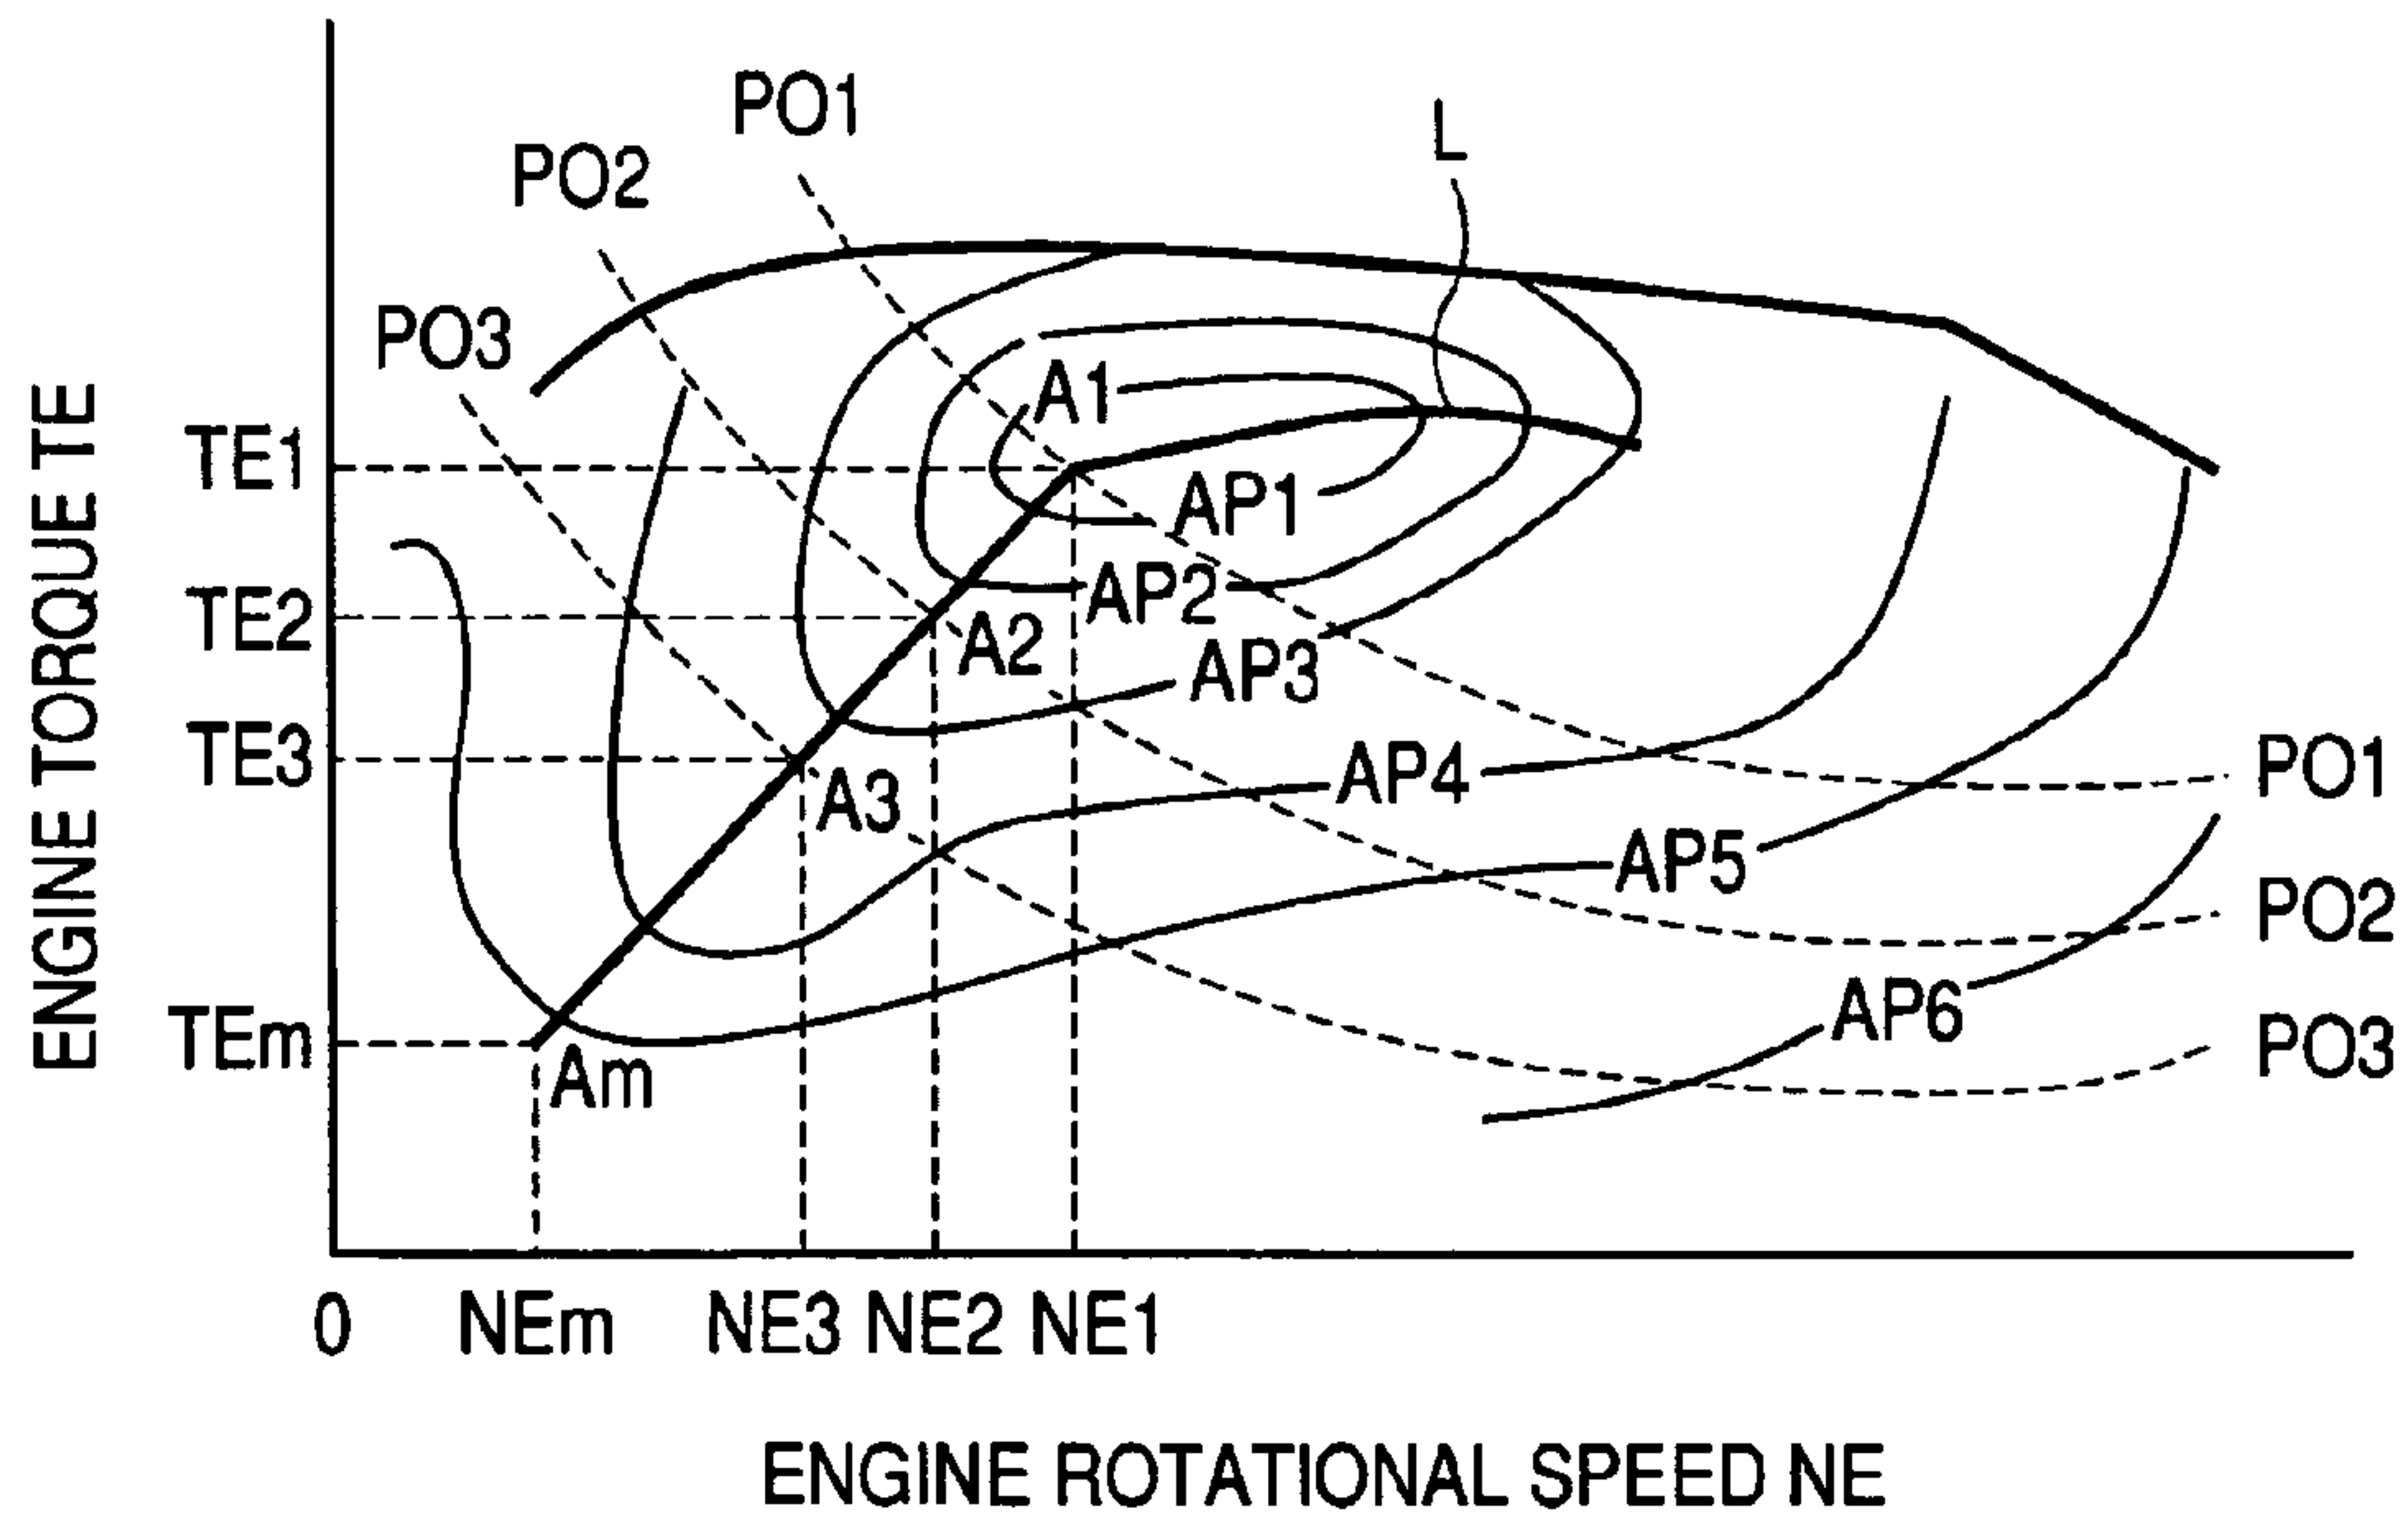 PO1
L
PO2
PO3
A1
TE1
AP1
TE2
AP2
A2
AP3
TE3
AP4
PO1
A3
AP5
PO2
AP6
TEm
PO3
Am
0 NEm NE3 NE2 NE1
ENGINE ROTATIONAL SPEED NE
ENGINE TORQUE TE